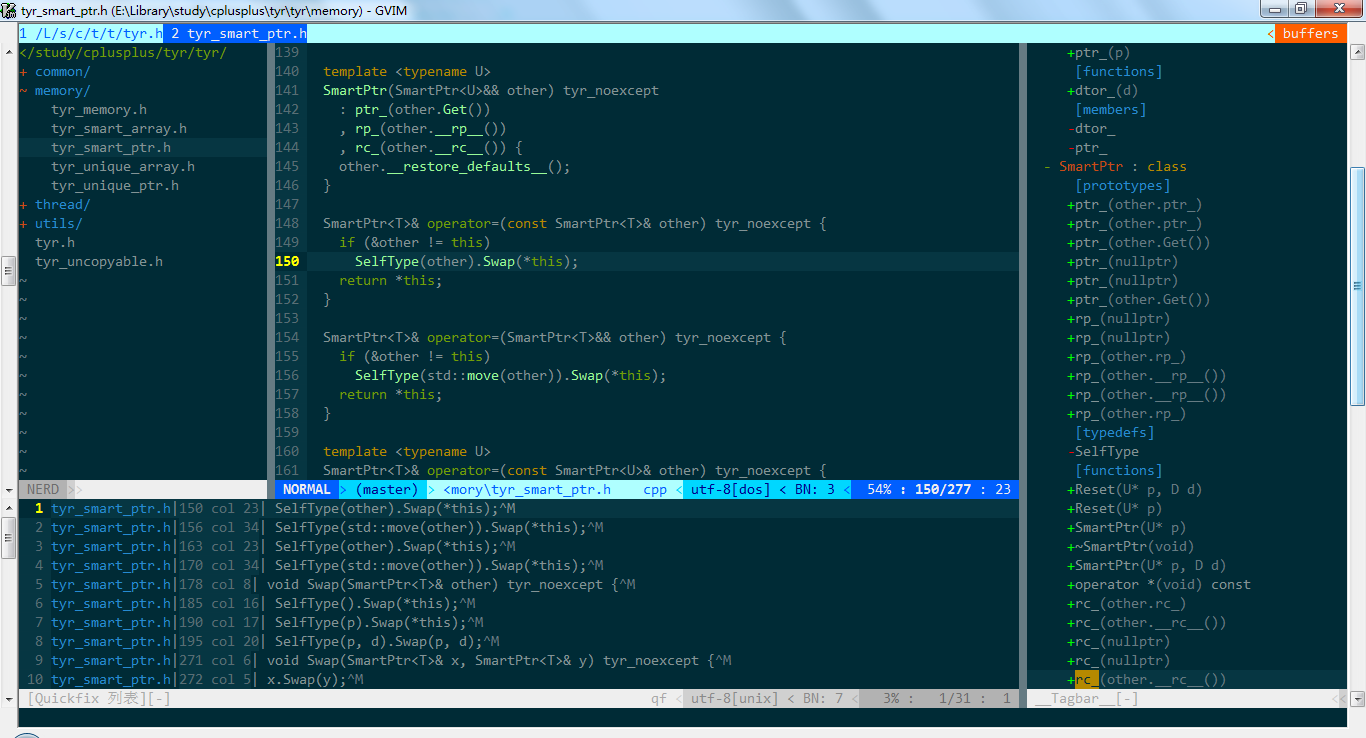 tyr_smart_ptr.h (E:\Library\study\cplusplus\tyr\tyr\memory) - GVIM
1 /L/s/c/t/t/tyr.h 2 tyr_smart_ptr.h < buffers
</study/cplusplus/tyr/tyr/
+ common/
~ memory/
tyr_memory.h
tyr_smart_array.h
tyr_smart_ptr.h
tyr_unique_array.h
tyr_unique_ptr.h
+ thread/
+ utils/
tyr.h
tyr_uncopyable.h
~
~
~
~
~
~
~
~
~
~
~
NERD >>
139
140 template <typename U>
141 SmartPtr(SmartPtr<U>&& other) tyr_noexcept
142 : ptr_(other.Get())
143 , rp_(other.__rp__())
144 , rc_(other.__rc__()) {
145 other.__restore_defaults__();
146 }
147
148 SmartPtr<T>& operator=(const SmartPtr<T>& other) tyr_noexcept {
149 if (&other != this)
150 SelfType(other).Swap(*this);
151 return *this;
152 }
153
154 SmartPtr<T>& operator=(SmartPtr<T>&& other) tyr_noexcept {
155 if (&other != this)
156 SelfType(std::move(other)).Swap(*this);
157 return *this;
158 }
159
160 template <typename U>
161 SmartPtr<T>& operator=(const SmartPtr<U>& other) tyr_noexcept {
NORMAL > (master) > <mory\tyr_smart_ptr.h cpp < utf-8[dos] < BN: 3 < 54% : 150/277 : 23
1 tyr_smart_ptr.h|150 col 23| SelfType(other).Swap(*this);^M
2 tyr_smart_ptr.h|156 col 34| SelfType(std::move(other)).Swap(*this);^M
3 tyr_smart_ptr.h|163 col 23| SelfType(other).Swap(*this);^M
4 tyr_smart_ptr.h|170 col 34| SelfType(std::move(other)).Swap(*this);^M
5 tyr_smart_ptr.h|178 col 8| void Swap(SmartPtr<T>& other) tyr_noexcept {^M
6 tyr_smart_ptr.h|185 col 16| SelfType().Swap(*this);^M
7 tyr_smart_ptr.h|190 col 17| SelfType(p).Swap(*this);^M
8 tyr_smart_ptr.h|195 col 20| SelfType(p, d).Swap(p, d);^M
9 tyr_smart_ptr.h|271 col 6| void Swap(SmartPtr<T>& x, SmartPtr<T>& y) tyr_noexcept {^M
10 tyr_smart_ptr.h|272 col 5| x.Swap(y);^M
[Quickfix 列表][-] qf < utf-8[unix] < BN: 7 < 3% : 1/31 : 1
+ptr_(p)
[functions]
+dtor_(d)
[members]
-dtor_
-ptr_
- SmartPtr : class
[prototypes]
+ptr_(other.ptr_)
+ptr_(other.ptr_)
+ptr_(other.Get())
+ptr_(nullptr)
+ptr_(nullptr)
+ptr_(other.Get())
+rp_(nullptr)
+rp_(nullptr)
+rp_(other.rp_)
+rp_(other.__rp__())
+rp_(other.__rp__())
+rp_(other.rp_)
[typedefs]
-SelfType
[functions]
+Reset(U* p, D d)
+Reset(U* p)
+SmartPtr(U* p)
+~SmartPtr(void)
+SmartPtr(U* p, D d)
+operator *(void) const
+rc_(other.rc_)
+rc_(other.__rc__())
+rc_(nullptr)
+rc_(nullptr)
+rc_(other.__rc__())
__Tagbar__[-] <<